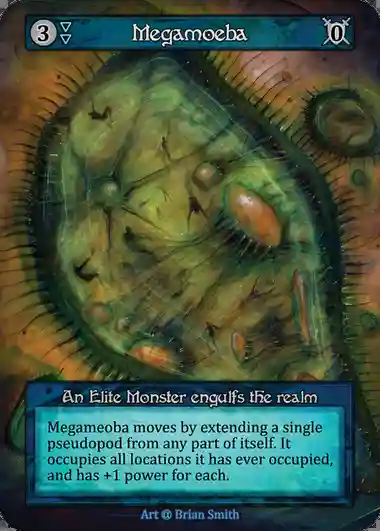 3 Megamoeba 0
An Elite Monster engulfs the realm
Megameoba moves by extending a single
pseudopod from any part of itself. It
occupies all locations it has ever occupied,
and has +1 power for each.
Art @ Brian Smith